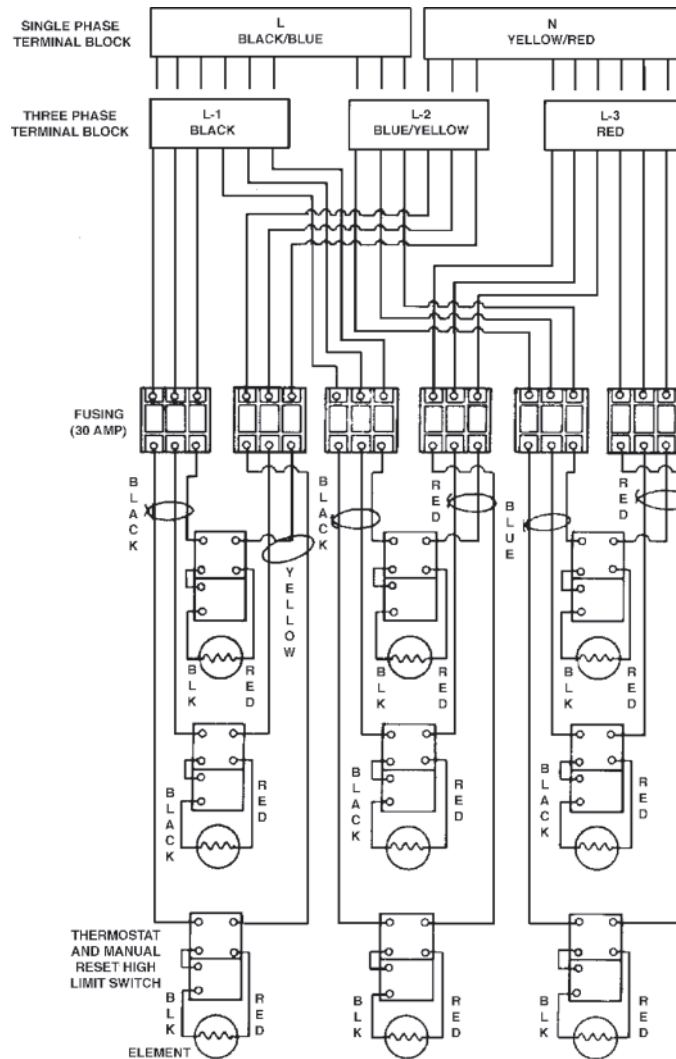 SINGLE PHASE
TERMINAL BLOCK
L
BLACK/BLUE
N
YELLOW/RED
THREE PHASE
TERMINAL BLOCK
L-1
BLACK
L-2
BLUE/YELLOW
L-3
RED
FUSING
(30 AMP)
BLACK
YELLOW
BLACK
RED
BLUE
RED
BLK
RED
BLK
RED
BLK
RED
BLACK
RED
BLACK
RED
BLACK
RED
THERMOSTAT
AND MANUAL
RESET HIGH
LIMIT SWITCH
BLK
RED
BLK
RED
BLK
RED
ELEMENT